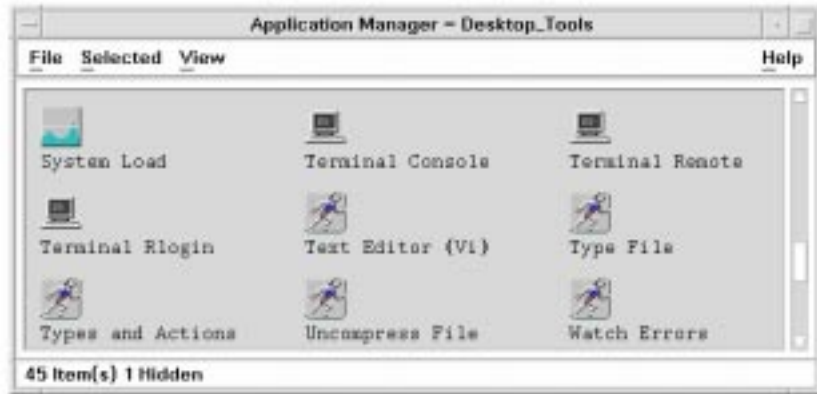 Application Manager - Desktop_Tools
File Selected View Help
System Load Terminal Console Terminal Remote
Terminal Rlogin Text Editor (Vi) Type File
Types and Actions Uncompress File Watch Errors
45 Item(s) 1 Hidden